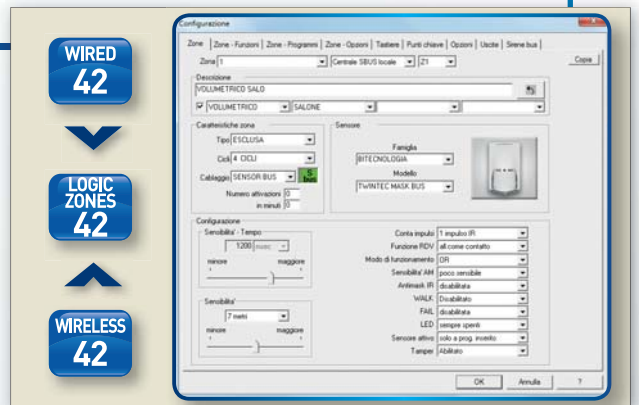 WIRED
42
LOGIC
ZONES
42
WIRELESS
42
Configurazione
Zone | Zone - Funzioni | Zone - Programmi | Zone - Opzioni | Tastiere | Punti chiave | Opzioni | Uscite | Sirene bus
Zona 1 Centrale SBUS locale Z1 Copia
Descrizione
VOLUMETRICO SALO
VOLUMETRICO SALONE
Caratteristiche zona
Tipo ESCLUSA
Cicli 4 CICLI
Cablaggio SENSOR BUS S bus
Numero attivazioni 0
in minuti 0
Sensore
Famiglia
BITECNOLOGIA
Modello
TWINTEC MASK BUS
Configurazione
Sensibilita' - Tempo
1200 msec
minore maggiore
Sensibilita'
7 metri
minore maggiore
Conta impulsi 1 impulso IR
Funzione RDV all.come contatto
Modo di funzionamento OR
Sensibilita' AM poco sensibile
Antimask IR disabilitata
WALK Disabilitato
FAIL disabilitata
LED sempre spenti
Sensore attivo solo a prog. inserito
Tamper Abilitato
OK Annulla ?